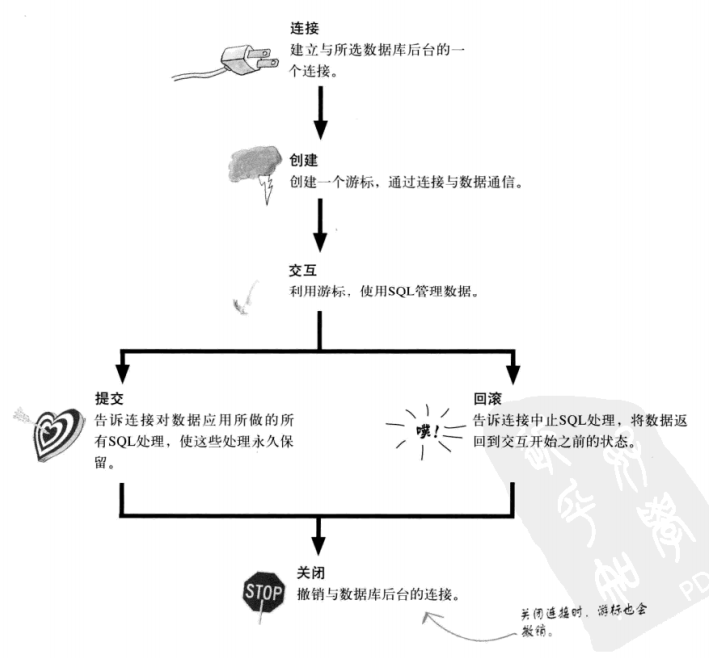 连接
建立与所选数据库后台的一
个连接。
创建
创建一个游标，通过连接与数据通信。
交互
利用游标，使用SQL管理数据。
提交
告诉连接对数据应用所做的所
有SQL处理，使这些处理永久保
留。
回滚
告诉连接中止SQL处理，将数据返
回到交互开始之前的状态。
噗！
关闭
STOP
撤销与数据库后台的连接。
关闭连接时，游标也会
撤销。
PD